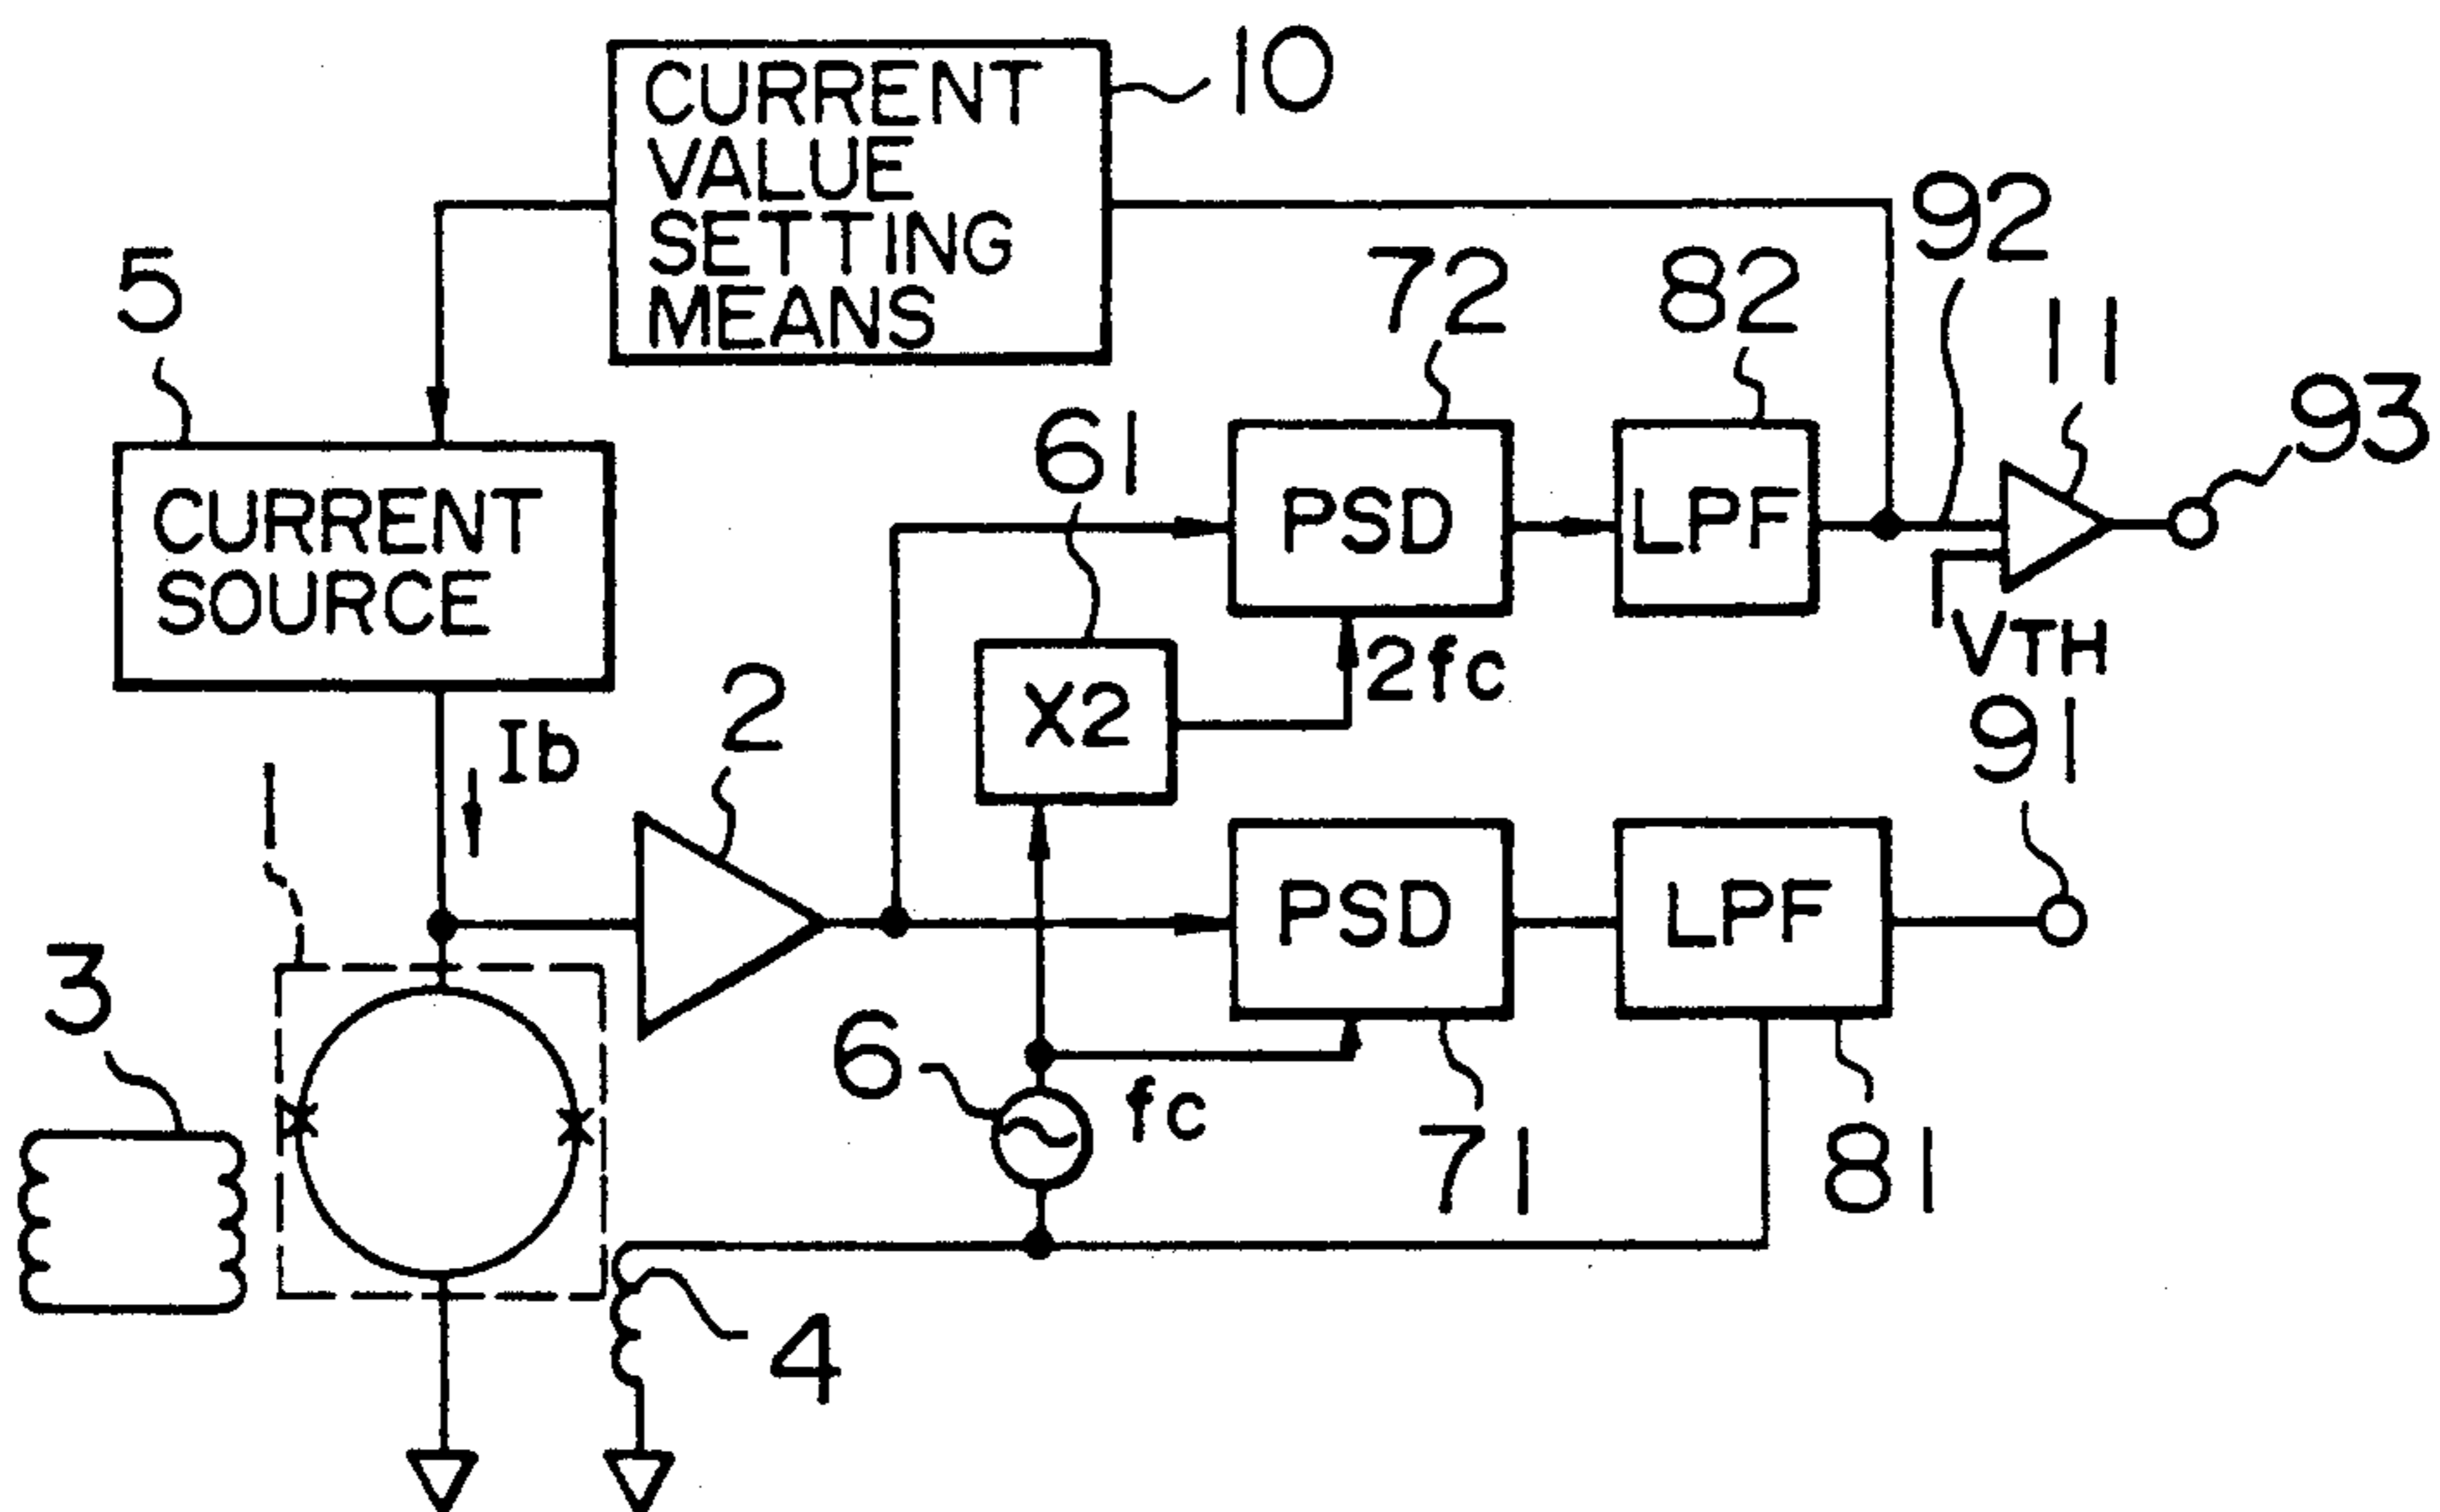 CURRENT
VALUE
SETTING
MEANS
10
5
CURRENT
SOURCE
Ib
1
2
3
4
61
X2
2fc
72
PSD
82
LPF
92
11
93
VTH
91
PSD
LPF
6
fc
71
81